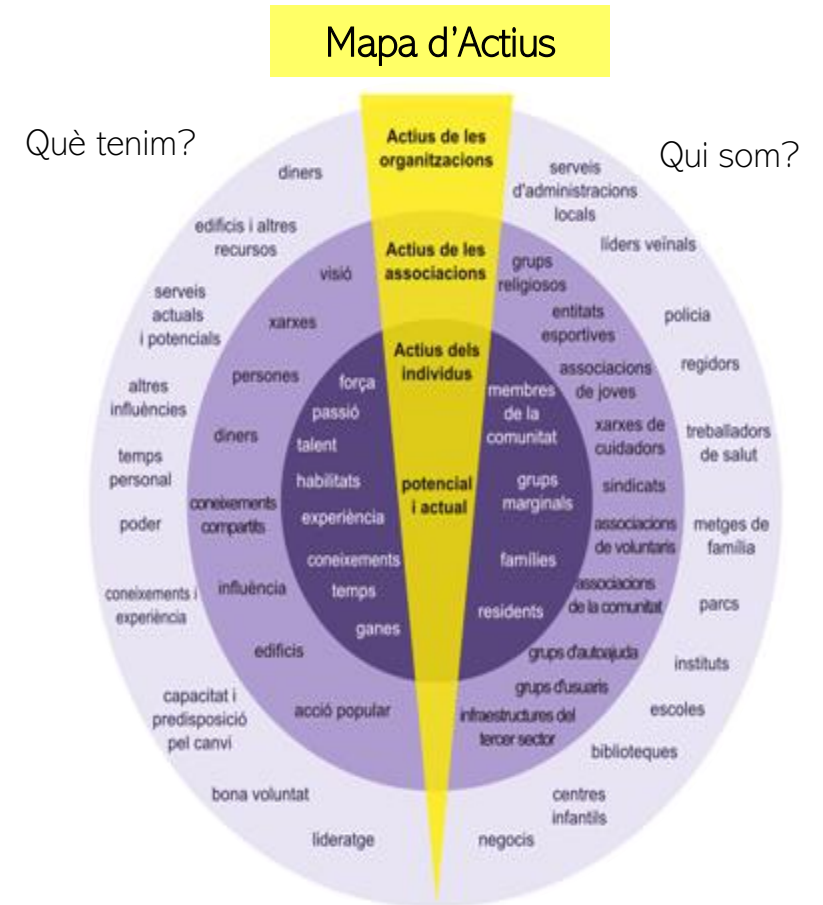 Mapa d'Actius
Què tenim?
Qui som?
Actius de les
organitzacions
diners
edificis i altres
recursos
serveis
actuals
i potencials
altres
influències
temps
personal
poder
coneixements i
experiència
capacitat i
predisposició
pel canvi
bona voluntat
lideratge
serveis
d'administracions
locals
líders veïnals
policia
regidors
treballadors
de salut
metges de
família
parcs
instituts
escoles
biblioteques
centres
infantils
negocis
Actius de les
associacions
visió
xarxes
persones
diners
coneixements
compartits
influència
edificis
acció popular
grups
religiosos
entitats
esportives
associacions
de joves
xarxes de
cuidadors
sindicats
associacions
de voluntaris
associacions
de la comunitat
grups d'autoajuda
grups d'usuaris
infraestructures del
tercer sector
Actius dels
individus
força
passió
talent
habilitats
experiència
coneixements
temps
ganes
potencial
i actual
membres
de la
comunitat
grups
marginals
famílies
residents